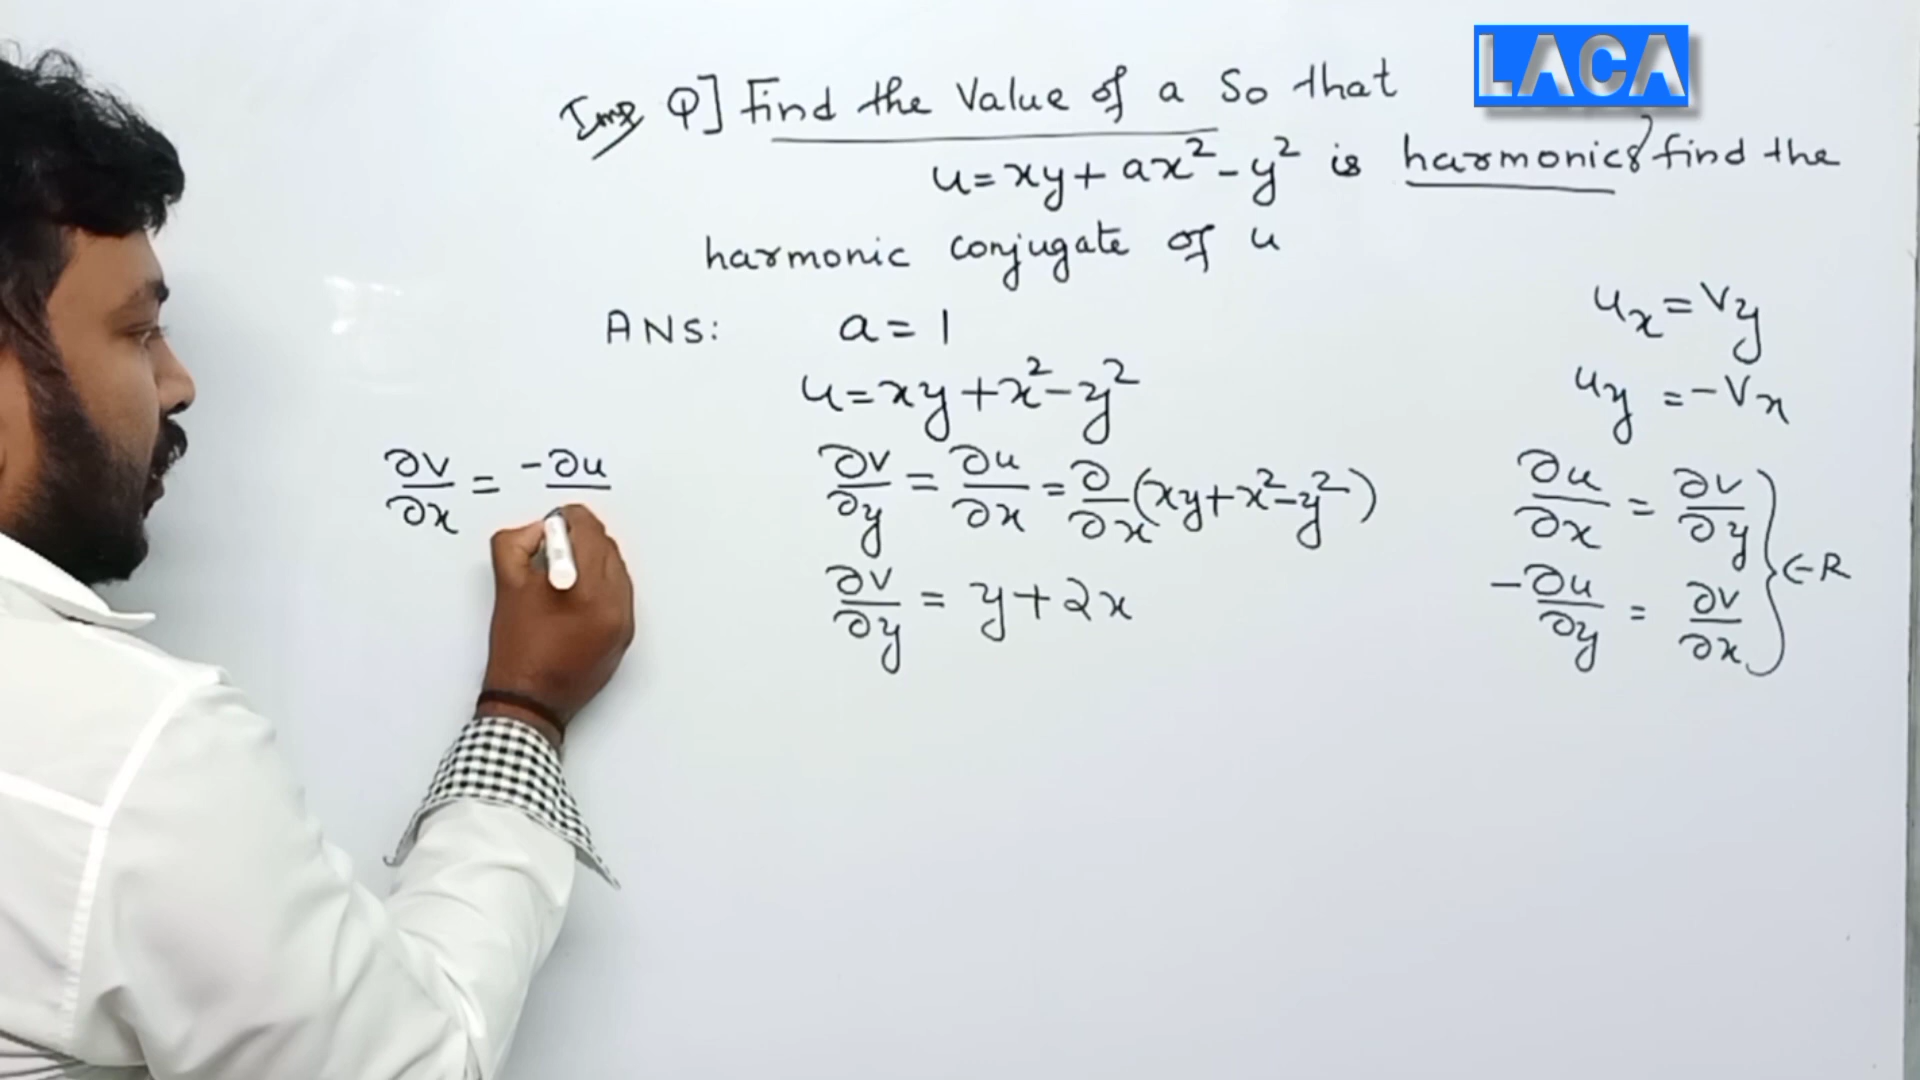 LACA
Imp Q] Find the Value of a So that
u=xy+ax²-y² is harmonic & find the
harmonic conjugate of u
ANS: a = 1
u=xy+x²-y²
∂v/∂x = -∂u/
∂v/∂y = ∂u/∂x = ∂/∂x (xy+x²-y²)
∂v/∂y = y+2x
uₓ = v_y
u_y = -vₓ
∂u/∂x = ∂v/∂y
-∂u/∂y = ∂v/∂x } C-R